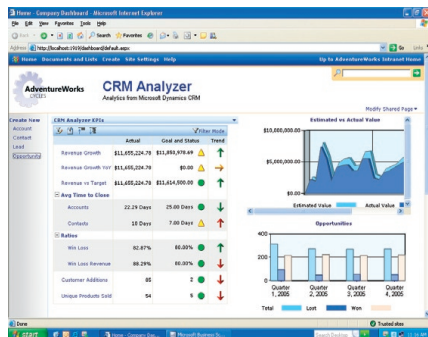 Home - Company Dashboard - Microsoft Internet Explorer
File Edit View Favorites Tools Help
Search Favorites
Address http://localhost:1919/dashboard/default.aspx Go Links
Home Documents and Lists Create Site Settings Help Up to AdventureWorks Intranet Home
AdventureWorks
CYCLES
CRM Analyzer
Analytics from Microsoft Dynamics CRM
Modify Shared Page
Create New
Account
Contact
Lead
Opportunity
CRM Analyzer KPIs
Filter Mode
Actual Goal and Status Trend
Revenue Growth $11,655,224.78 $11,850,978.69
Revenue Growth YoY $11,655,224.78 $0.00
Revenue vs Target $11,655,224.78 $11,614,500.00
Avg Time to Close
Accounts 22.29 Days 25.00 Days
Contacts 10 Days 7.00 Days
Ratios
Win Loss 82.87% 80.00%
Win Loss Revenue 88.29% 80.00%
Customer Additions 85 2
Unique Products Sold 54 5
Estimated vs Actual Value
$10,000,000.00
$5,000,000.00
$0.00
Estimated Value Actual Value
Opportunities
400
200
0
Quarter 1, 2005
Quarter 2, 2005
Quarter 3, 2005
Quarter 4, 2005
Total Lost Won
Done Trusted sites
start Home - Company Das... Microsoft Business Sc... Search Desktop